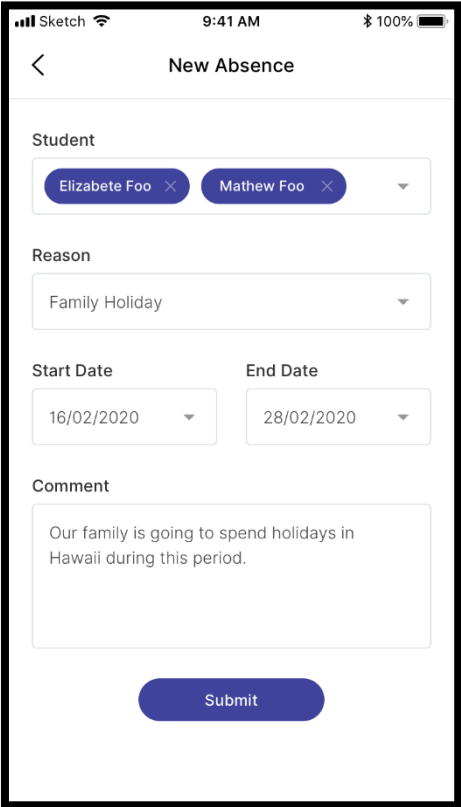 Sketch 9:41 AM 100%
New Absence
Student
Elizabete Foo Mathew Foo
Reason
Family Holiday
Start Date End Date
16/02/2020 28/02/2020
Comment
Our family is going to spend holidays in
Hawaii during this period.
Submit